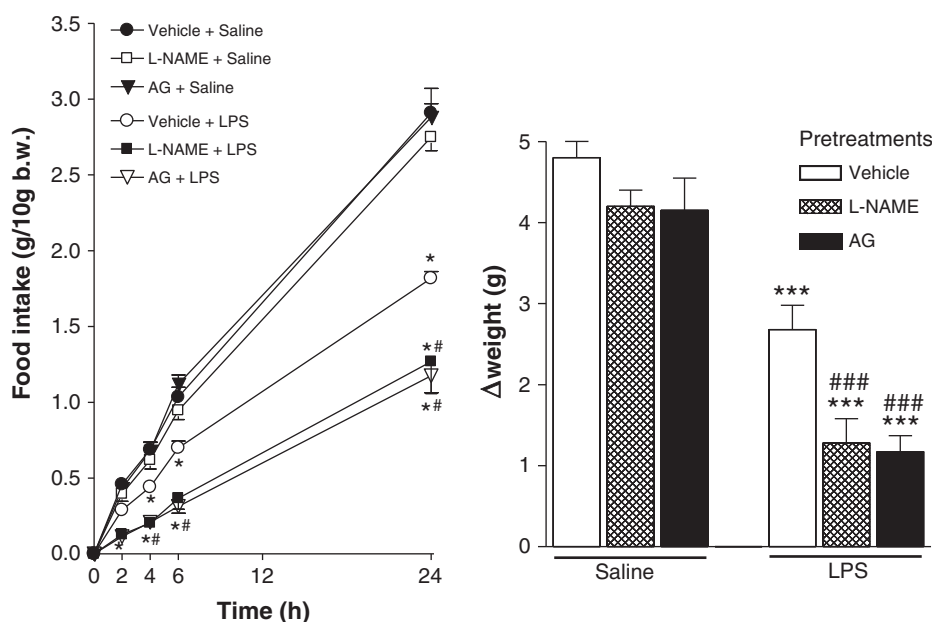 3.5
3.0
2.5
2.0
1.5
1.0
0.5
0.0
Food intake (g/10g b.w.)
Vehicle + Saline
L-NAME + Saline
AG + Saline
Vehicle + LPS
L-NAME + LPS
AG + LPS
*
*#
*#
*
*
*#
*
*#
0 2 4 6 12 24
Time (h)
5
4
3
2
1
0
Δweight (g)
Pretreatments
Vehicle
L-NAME
AG
***
###
***
###
***
Saline
LPS